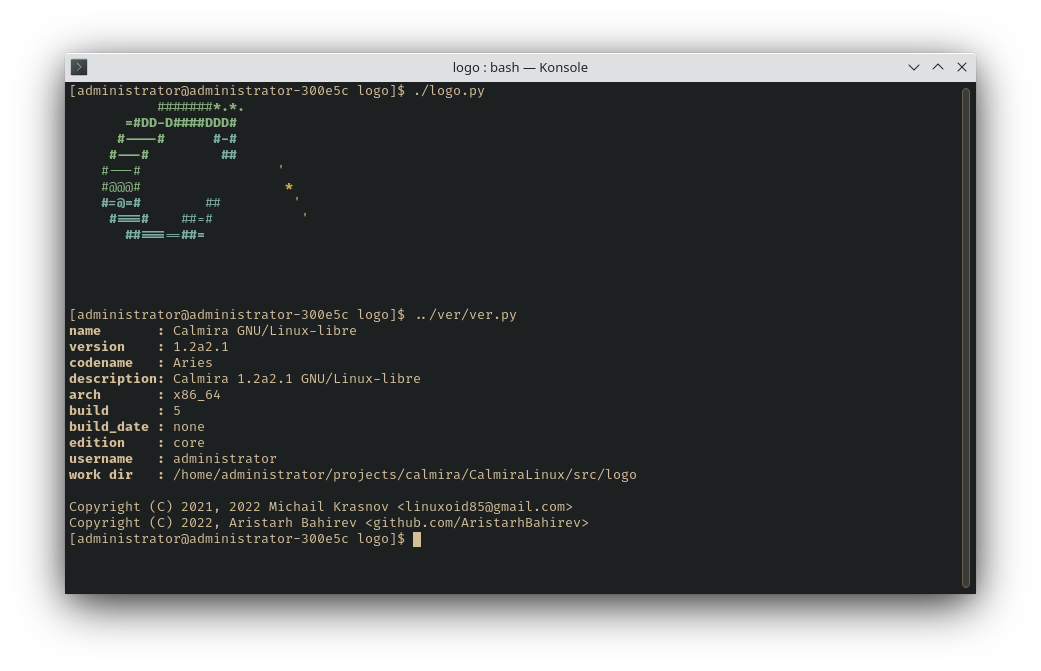 logo : bash — Konsole
[administrator@administrator-300e5c logo]$ ./logo.py
           #######*.*.
       =#DD-D####DDD#
      #----#      #-#
     #---#         ##
    #---#                 '
    #@@@#                  *
    #=@=#        ##         '
     #===#    ##=#           '
       ##=====##=
[administrator@administrator-300e5c logo]$ ../ver/ver.py
name       : Calmira GNU/Linux-libre
version    : 1.2a2.1
codename   : Aries
description: Calmira 1.2a2.1 GNU/Linux-libre
arch       : x86_64
build      : 5
build_date : none
edition    : core
username   : administrator
work dir   : /home/administrator/projects/calmira/CalmiraLinux/src/logo
Copyright (C) 2021, 2022 Michail Krasnov <linuxoid85@gmail.com>
Copyright (C) 2022, Aristarh Bahirev <github.com/AristarhBahirev>
[administrator@administrator-300e5c logo]$